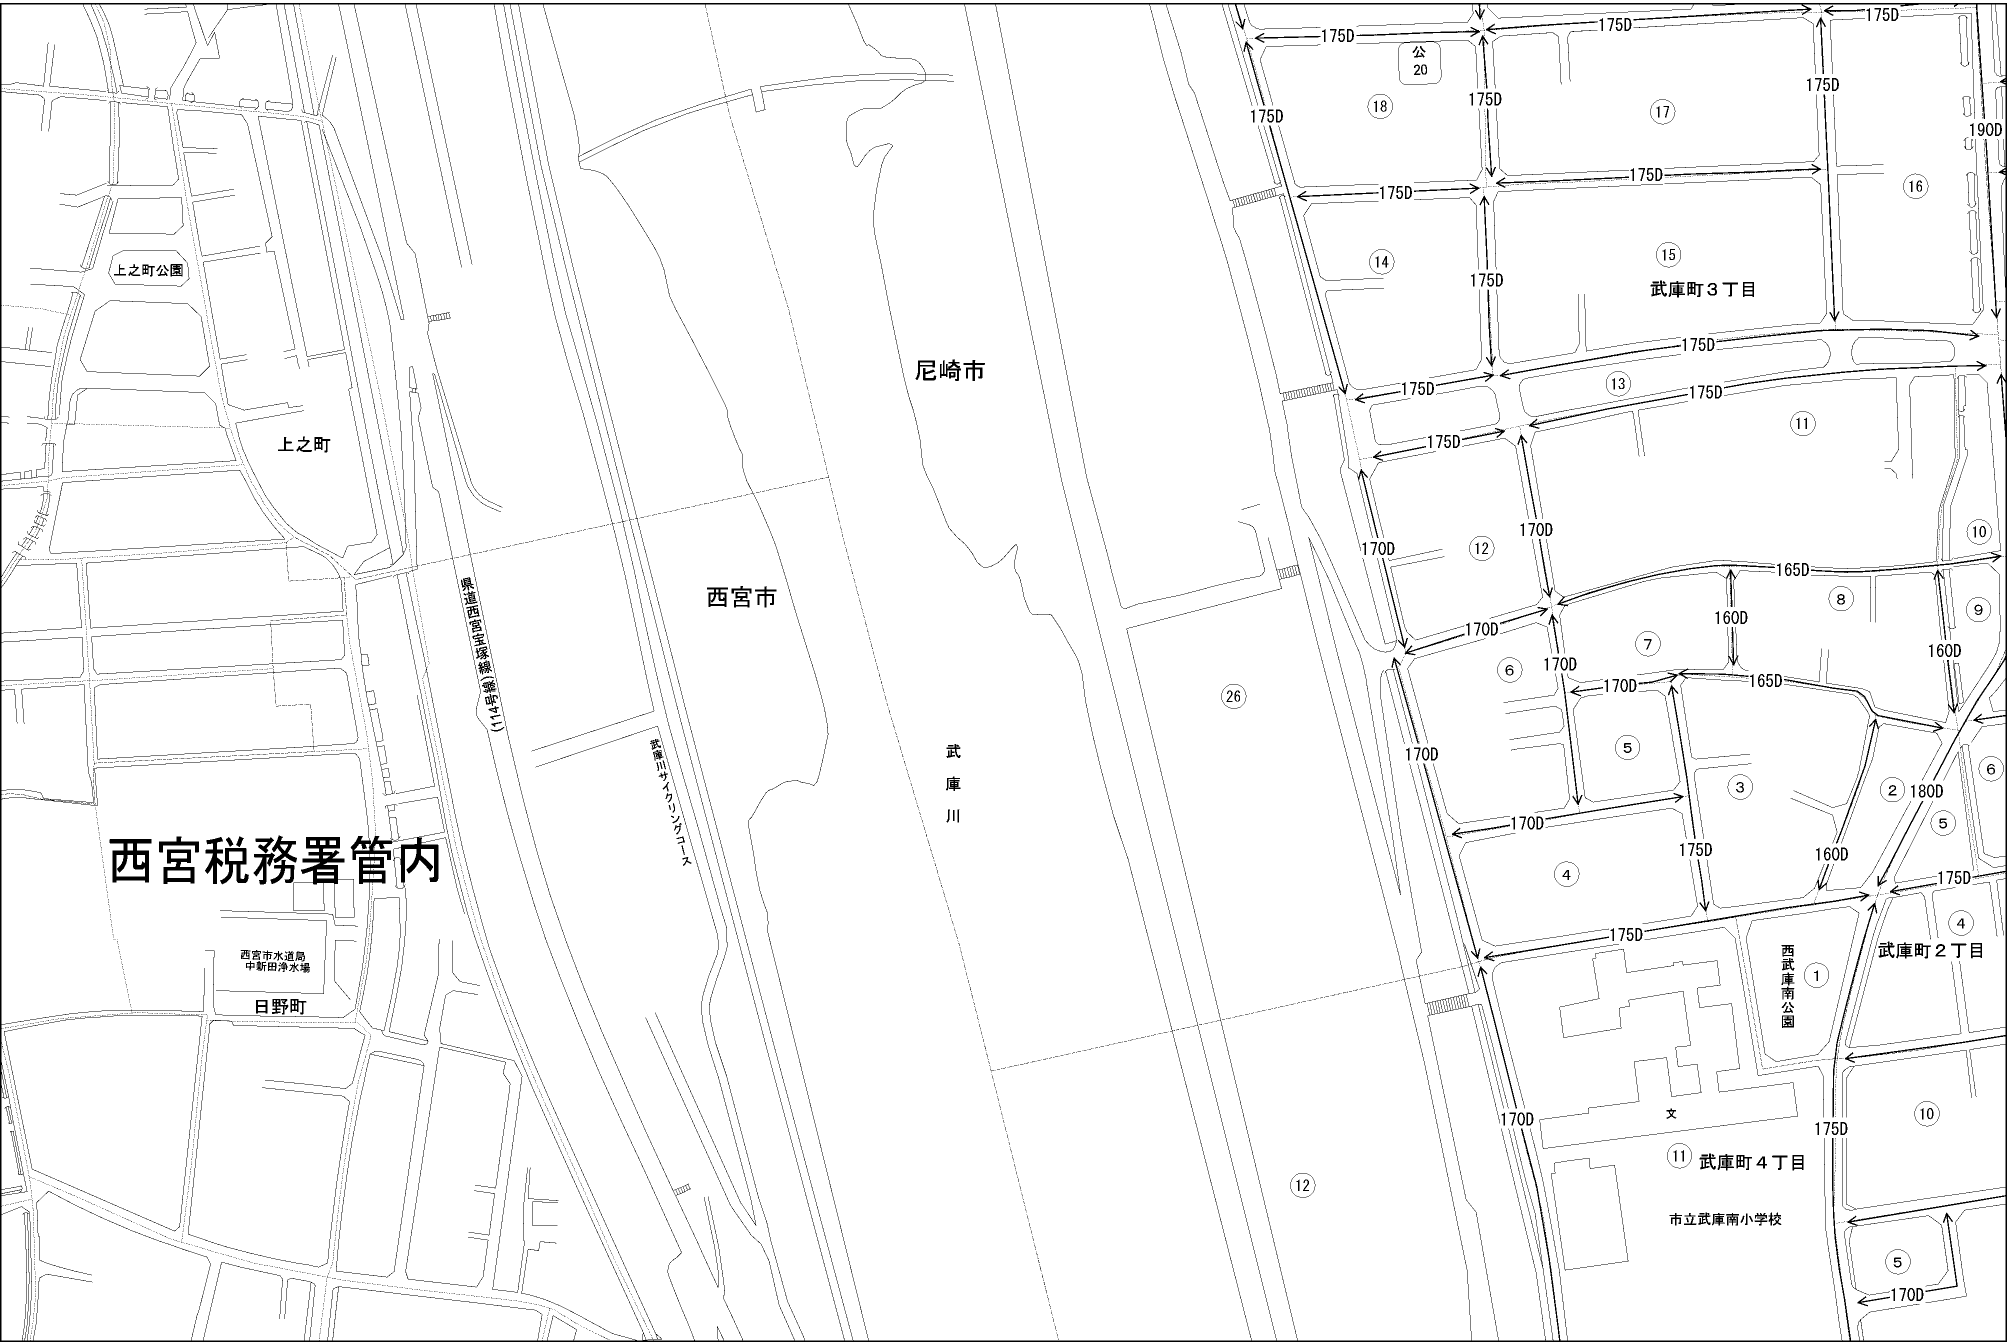 175D
175D
175D
公
20
18
175D
175D
175D
17
190D
175D
175D
16
14
175D
15
武庫町3丁目
上之町公園
175D
尼崎市
175D
13
175D
11
上之町
175D
12
170D
170D
10
165D
8
9
西宮市
160D
7
170D
160D
県道西宮宝塚線(114号線)
6
170D
170D
165D
26
武庫川サイクリングコース
武庫川
170D
5
3
2
180D
6
5
170D
西宮税務署管内
175D
160D
4
175D
4
175D
西宮市水道局
中新田浄水場
日野町
西武庫南公園
1
武庫町2丁目
文
10
170D
175D
11
武庫町4丁目
12
市立武庫南小学校
5
170D